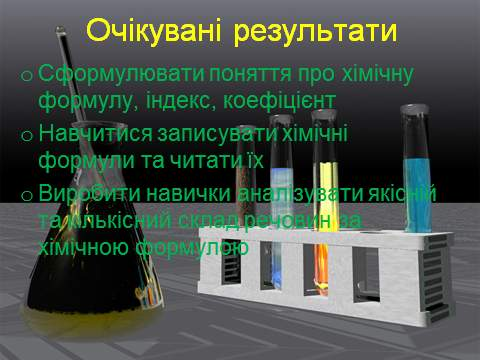 Очікувані результати
o Сформулювати поняття про хімічну
формулу, індекс, коефіцієнт
o Навчитися записувати хімічні
формули та читати їх
o Виробити навички аналізувати якісний
та кількісний склад речовин за
хімічною формулою